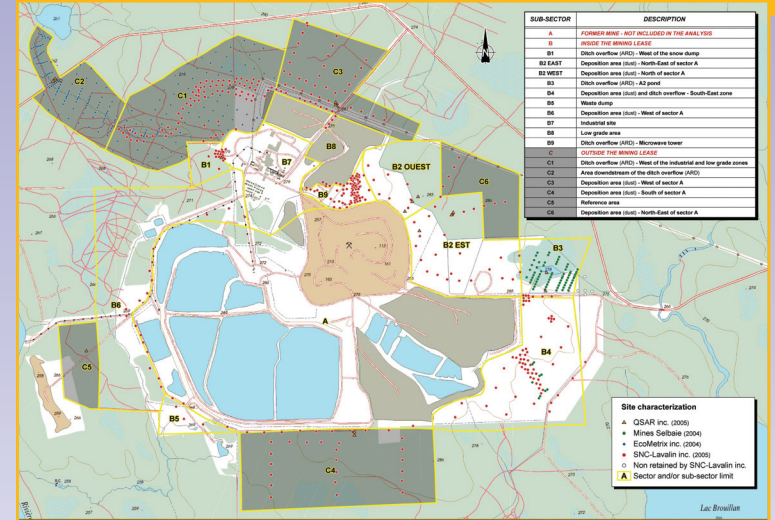 SUB-SECTOR DESCRIPTION
A FORMER MINE - NOT INCLUDED IN THE ANALYSIS
B INSIDE THE MINING LEASE
B1 Ditch overflow (ARD) - West of the snow dump
B2 EAST Deposition area (dust) - North-East of sector A
B2 WEST Deposition area (dust) - North of sector A
B3 Ditch overflow (ARD) - A2 pond
B4 Deposition area (dust) and ditch overflow - South-East zone
B5 Waste dump
B6 Deposition area (dust) - West of sector A
B7 Industrial site
B8 Low grade area
B9 Ditch overflow (ARD) - Microwave tower
C OUTSIDE THE MINING LEASE
C1 Ditch overflow (ARD) - West of the industrial and low grade zones
C2 Area downstream of the ditch overflow (ARD)
C3 Deposition area (dust) - West of sector A
C4 Deposition area (dust) - South of sector A
C5 Reference area
C6 Deposition area (dust) - North-East of sector A
C3
C2
C1
B8
B7
B1
B2 OUEST
C6
B9
B2 EST
B3
B6
A
B4
C5
B5
C4
Site characterization
QSAR inc. (2005)
Mines Selbaie (2004)
EcoMetrix inc. (2004)
SNC-Lavalin inc. (2005)
Non retained by SNC-Lavalin inc.
A Sector and/or sub-sector limit
Lac Brouillan